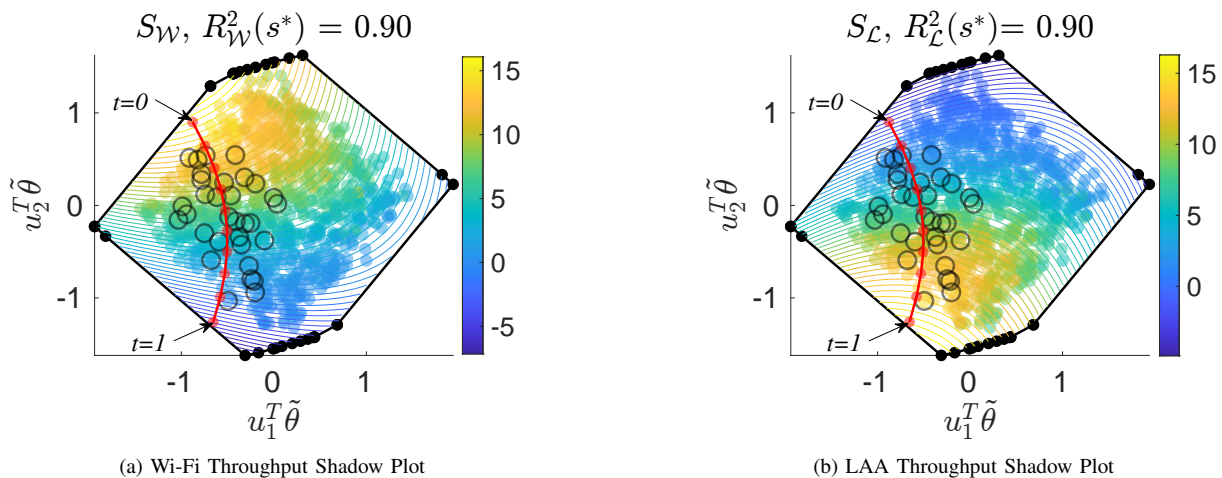 S_W, R²_W(s*) = 0.90
t=0
t=1
1
0
-1
u₂ᵀθ̃
-1
0
1
u₁ᵀθ̃
15
10
5
0
-5
(a) Wi-Fi Throughput Shadow Plot
S_L, R²_L(s*)= 0.90
t=0
t=1
1
0
-1
u₂ᵀθ̃
-1
0
1
u₁ᵀθ̃
15
10
5
0
(b) LAA Throughput Shadow Plot